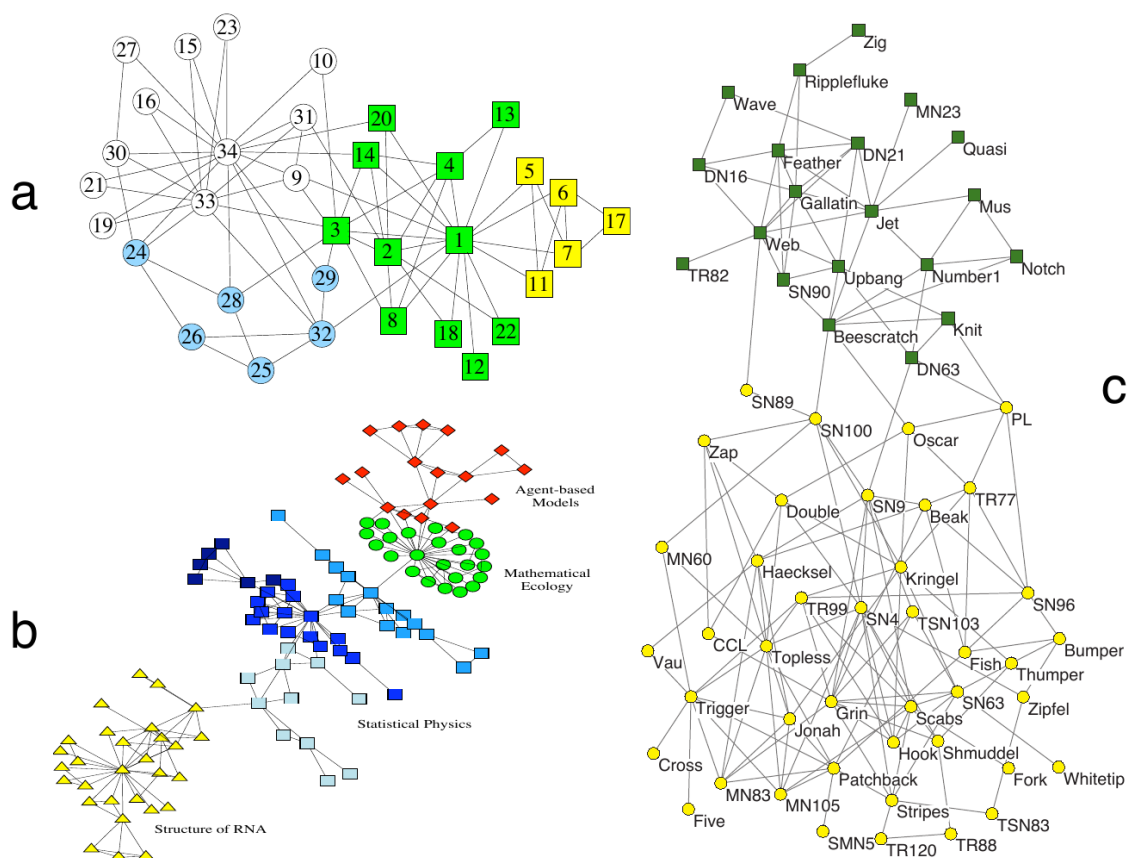 a
23
15
27
10
16
31
20
13
34
30
14
4
5
9
6
21
33
17
19
3
1
2
7
24
29
11
28
8
18
22
26
32
12
25
b
Agent-based
Models
Mathematical
Ecology
Statistical Physics
Structure of RNA
c
Zig
Ripplefluke
Wave
MN23
DN21
Quasi
Feather
DN16
Gallatin
Mus
Jet
Web
TR82
Upbang
Number1
Notch
SN90
Beescratch
Knit
DN63
SN89
PL
SN100
Oscar
Zap
TR77
Double
SN9
Beak
MN60
Haecksel
Kringel
TR99
SN4
TSN103
SN96
CCL
Topless
Fish
Bumper
Vau
Thumper
Trigger
Grin
Scabs
SN63
Zipfel
Jonah
Hook
Shmuddel
Cross
Patchback
Fork
Whitetip
MN83
MN105
Stripes
Five
TSN83
SMN5
TR120
TR88